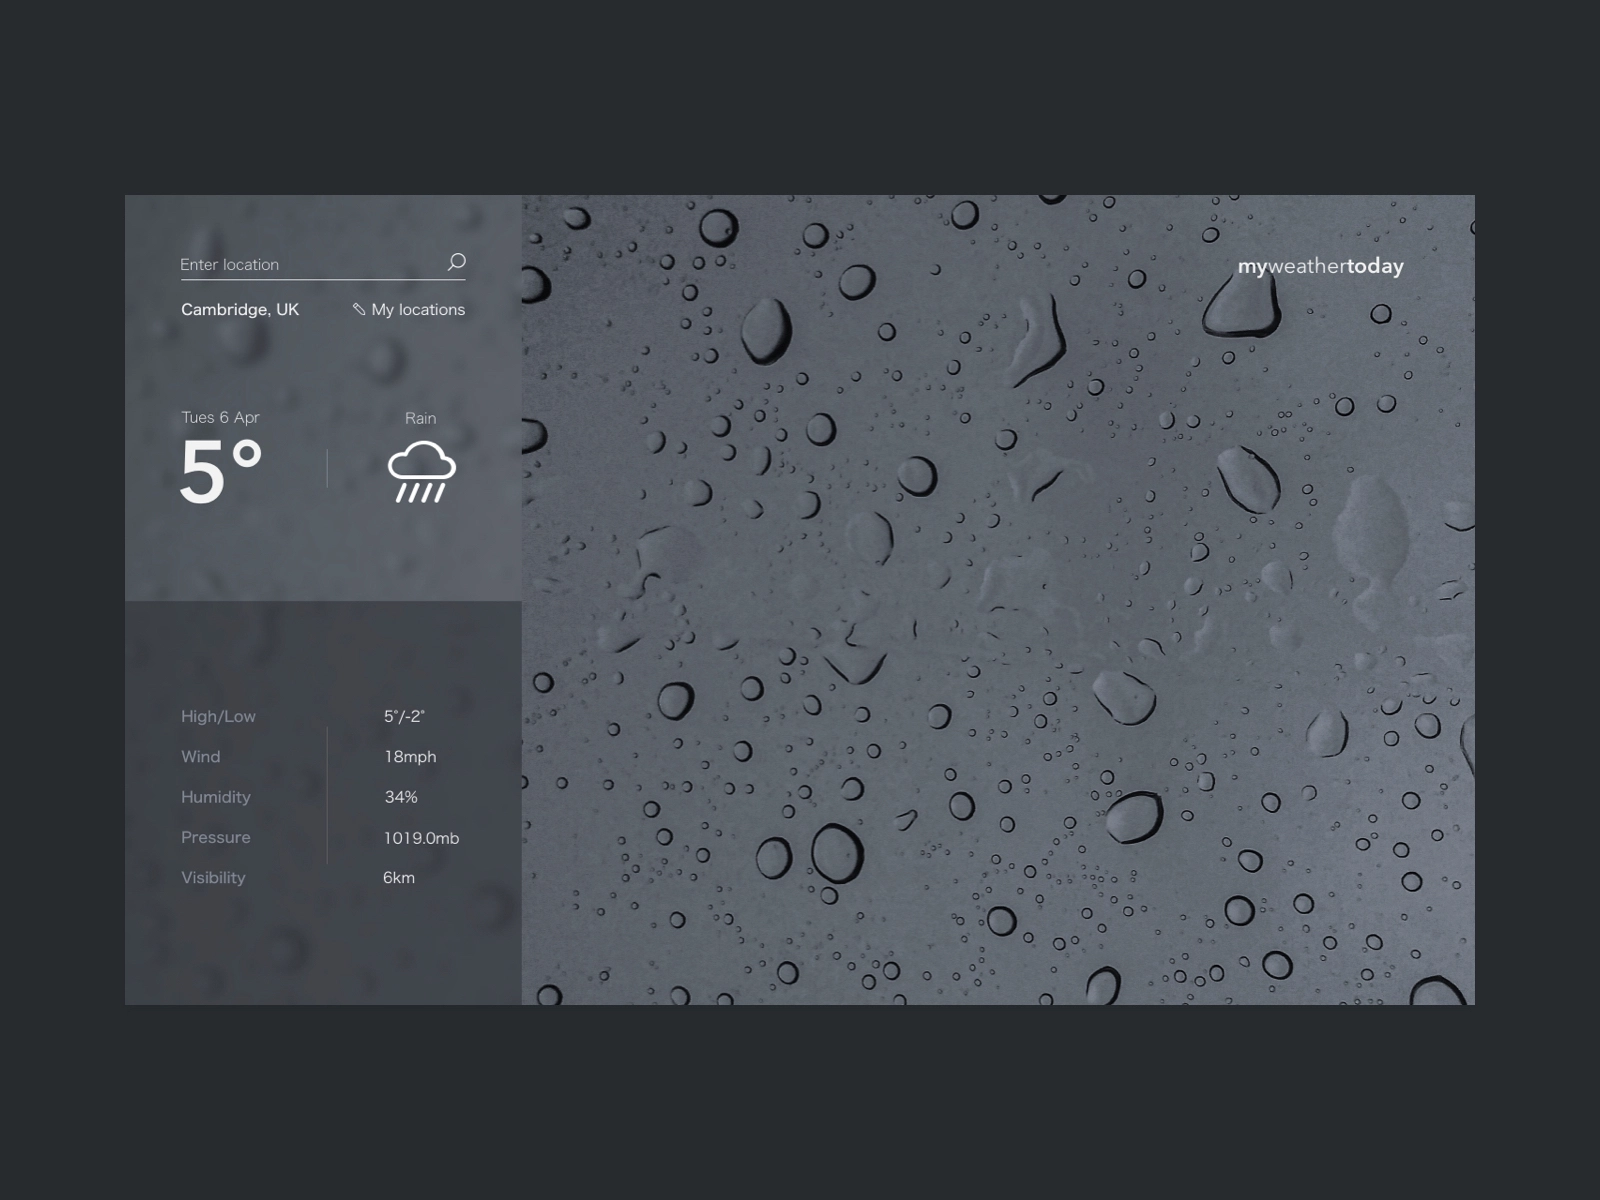 Enter location
myweathertoday
Cambridge, UK
My locations
Tues 6 Apr
Rain
5°
High/Low 5°/-2°
Wind 18mph
Humidity 34%
Pressure 1019.0mb
Visibility 6km